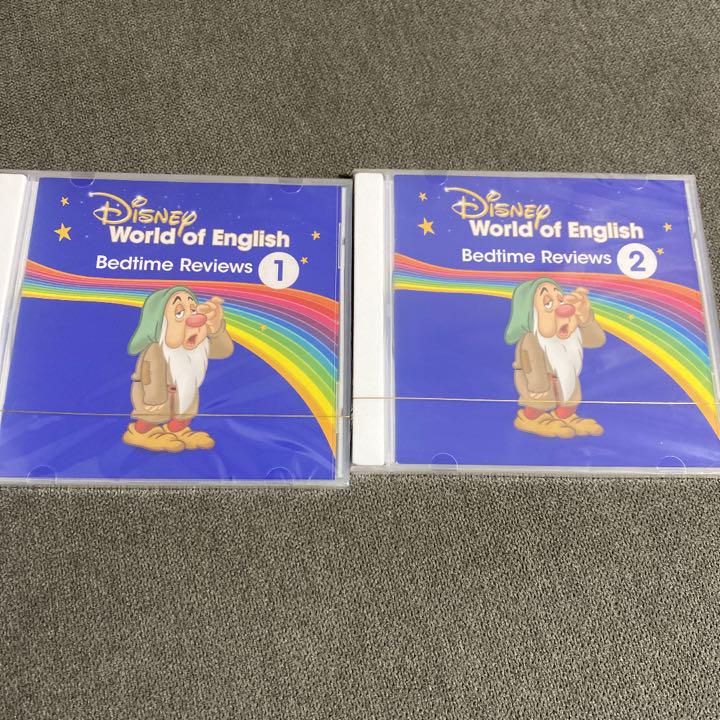 Disney
World of English
Bedtime Reviews 1
Disney
World of English
Bedtime Reviews 2